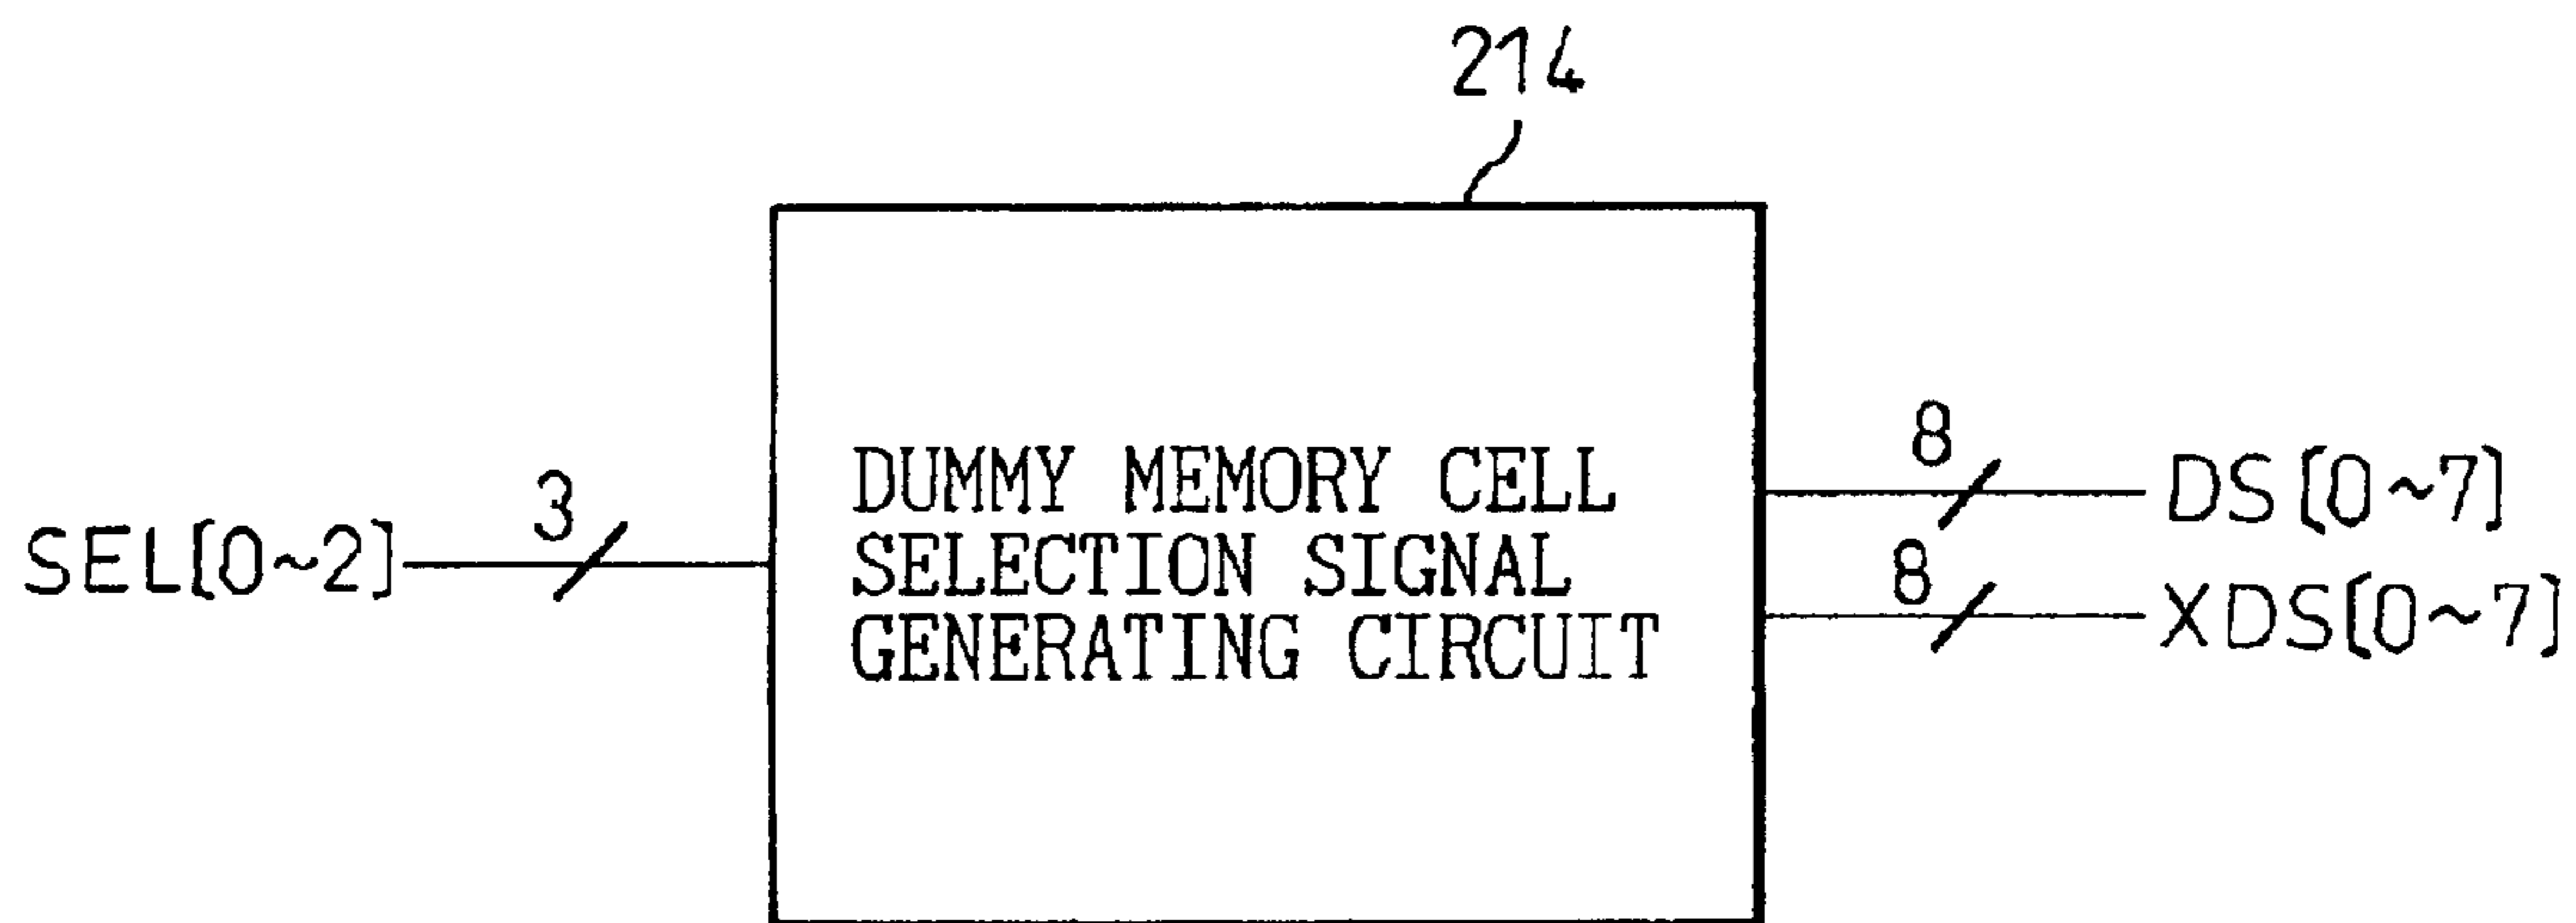 214
8
DUMMY MEMORY CELL
DS[0~7]
3
SEL[0~2]
SELECTION SIGNAL
8
GENERATING CIRCUIT
XDS[0~7]